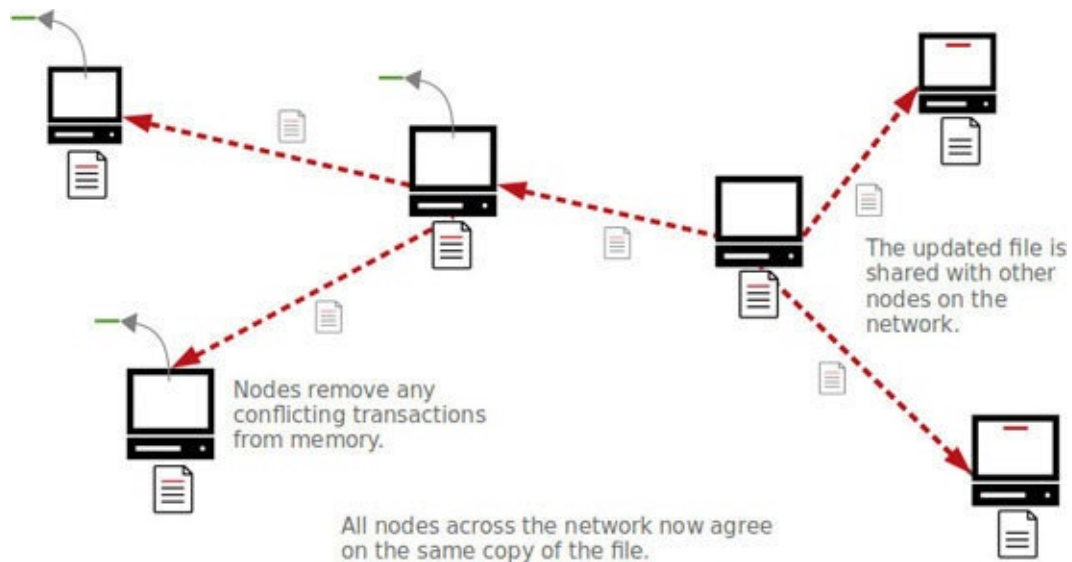 The updated file is
shared with other
nodes on the
network.
Nodes remove any
conflicting transactions
from memory.
All nodes across the network now agree
on the same copy of the file.